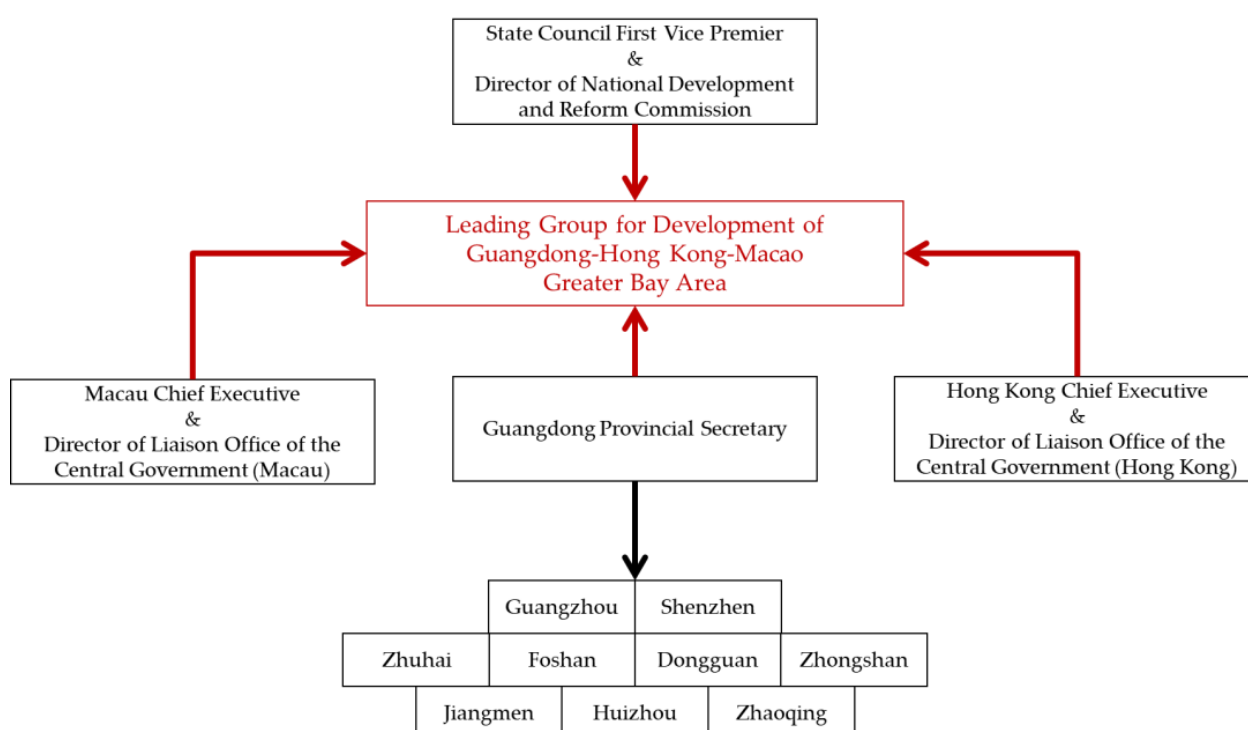 State Council First Vice Premier
&
Director of National Development
and Reform Commission
Leading Group for Development of
Guangdong-Hong Kong-Macao
Greater Bay Area
Macau Chief Executive
&
Director of Liaison Office of the
Central Government (Macau)
Guangdong Provincial Secretary
Hong Kong Chief Executive
&
Director of Liaison Office of the
Central Government (Hong Kong)
Guangzhou Shenzhen
Zhuhai Foshan Dongguan Zhongshan
Jiangmen Huizhou Zhaoqing